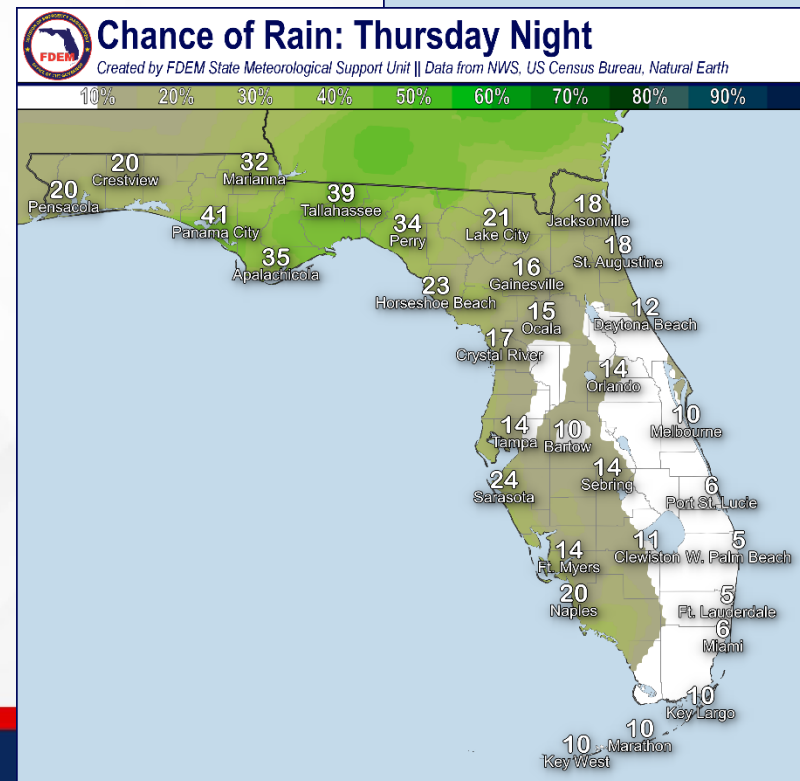 Chance of Rain: Thursday Night
FDEM
Created by FDEM State Meteorological Support Unit || Data from NWS, US Census Bureau, Natural Earth
10% 20% 30% 40% 50% 60% 70% 80% 90%
20
Crestview
32
Marianna
20
Pensacola
39
Tallahassee
18
Jacksonville
41
Panama City
34
Perry
21
Lake City
18
St. Augustine
35
Apalachicola
16
Gainesville
23
Horseshoe Beach
15
Ocala
12
Daytona Beach
17
Crystal River
14
Orlando
10
Melbourne
14
Tampa
10
Bartow
14
Sebring
24
Sarasota
6
Port St. Lucie
11
Clewiston
5
W. Palm Beach
14
Ft. Myers
20
Naples
5
Ft. Lauderdale
6
Miami
10
Key Largo
10
Marathon
10
Key West